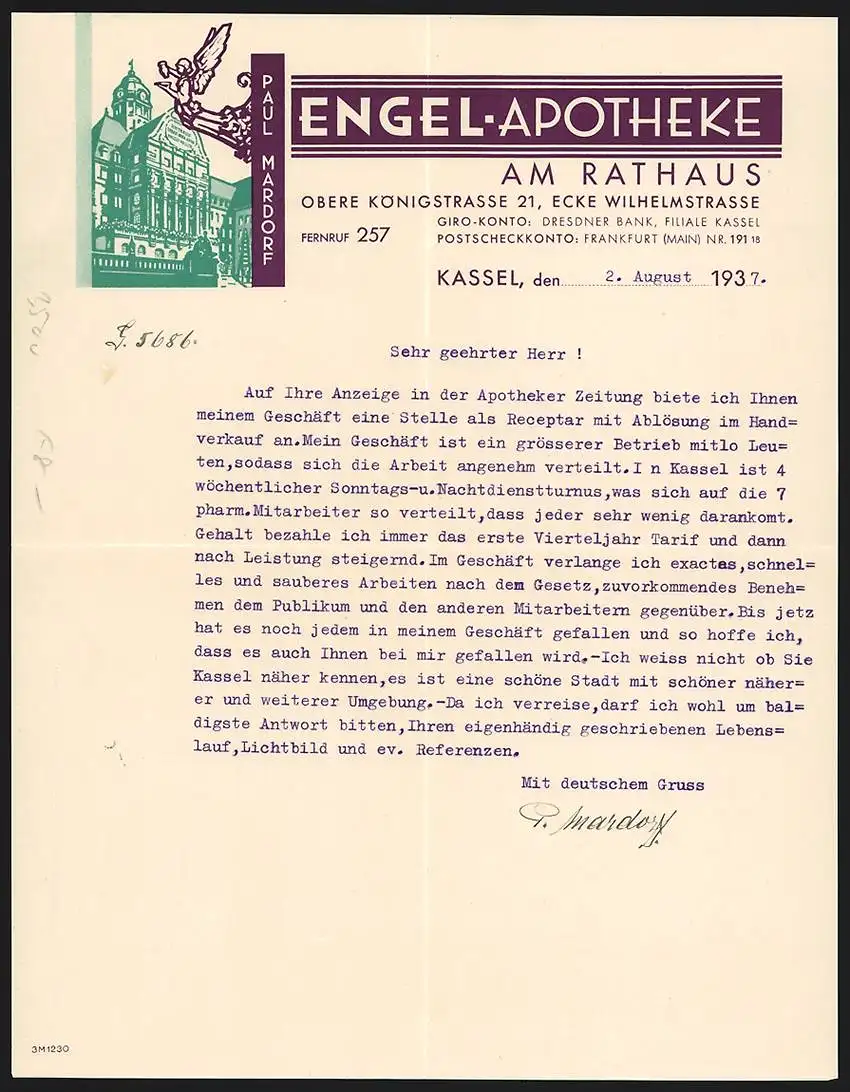 PAUL MARDORF
ENGEL-APOTHEKE
AM RATHAUS
OBERE KÖNIGSTRASSE 21, ECKE WILHELMSTRASSE
GIRO-KONTO: DRESDNER BANK, FILIALE KASSEL
FERNRUF 257 POSTSCHECKKONTO: FRANKFURT (MAIN) NR. 191 18
KASSEL, den 2. August 1937.
5686.
Sehr geehrter Herr !
Auf Ihre Anzeige in der Apotheker Zeitung biete ich Ihnen
meinem Geschäft eine Stelle als Receptar mit Ablösung im Hand=
verkauf an.Mein Geschäft ist ein grösserer Betrieb mitlo Leu=
ten,sodass sich die Arbeit angenehm verteilt.I n Kassel ist 4
wöchentlicher Sonntags-u.Nachtdienstturnus,was sich auf die 7
pharm.Mitarbeiter so verteilt,dass jeder sehr wenig darankomt.
Gehalt bezahle ich immer das erste Vierteljahr Tarif und dann
nach Leistung steigernd.Im Geschäft verlange ich exactes,schnel=
les und sauberes Arbeiten nach dem Gesetz,zuvorkommendes Beneh=
men dem Publikum und den anderen Mitarbeitern gegenüber.Bis jetz
hat es noch jedem in meinem Geschäft gefallen und so hoffe ich,
dass es auch Ihnen bei mir gefallen wird.-Ich weiss nicht ob Sie
Kassel näher kennen,es ist eine schöne Stadt mit schöner näher=
er und weiterer Umgebung.-Da ich verreise,darf ich wohl um bal=
digste Antwort bitten,Ihren eigenhändig geschriebenen Lebens=
lauf,Lichtbild und ev. Referenzen.
Mit deutschem Gruss
P. Mardorf.
3M1230